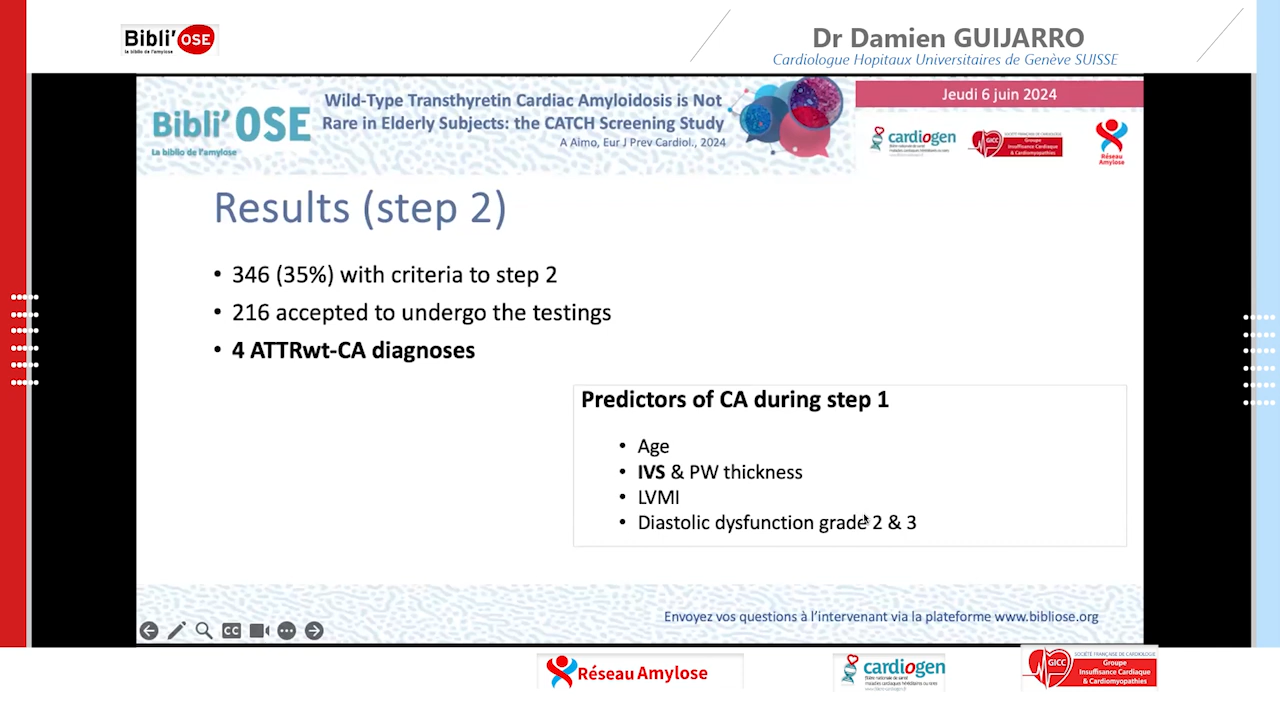 Bibli'OSE
la biblio de l'amylose
Dr Damien GUIJARRO
Cardiologue Hopitaux Universitaires de Genève SUISSE
Bibli'OSE
La biblio de l'amylose
Wild-Type Transthyretin Cardiac Amyloidosis is Not
Rare in Elderly Subjects: the CATCH Screening Study
A Aimo, Eur J Prev Cardiol., 2024
Jeudi 6 juin 2024
cardiogen
Groupe
Insuffisance Cardiaque
& Cardiomyopathies
Réseau
Amylose
Results (step 2)
• 346 (35%) with criteria to step 2
• 216 accepted to undergo the testings
• 4 ATTRwt-CA diagnoses
Predictors of CA during step 1
• Age
• IVS & PW thickness
• LVMI
• Diastolic dysfunction grade 2 & 3
Envoyez vos questions à l'intervenant via la plateforme www.bibliose.org
CC
Réseau Amylose
cardiogen
GICC
SOCIÉTÉ FRANÇAISE DE CARDIOLOGIE
Groupe
Insuffisance Cardiaque
& Cardiomyopathies